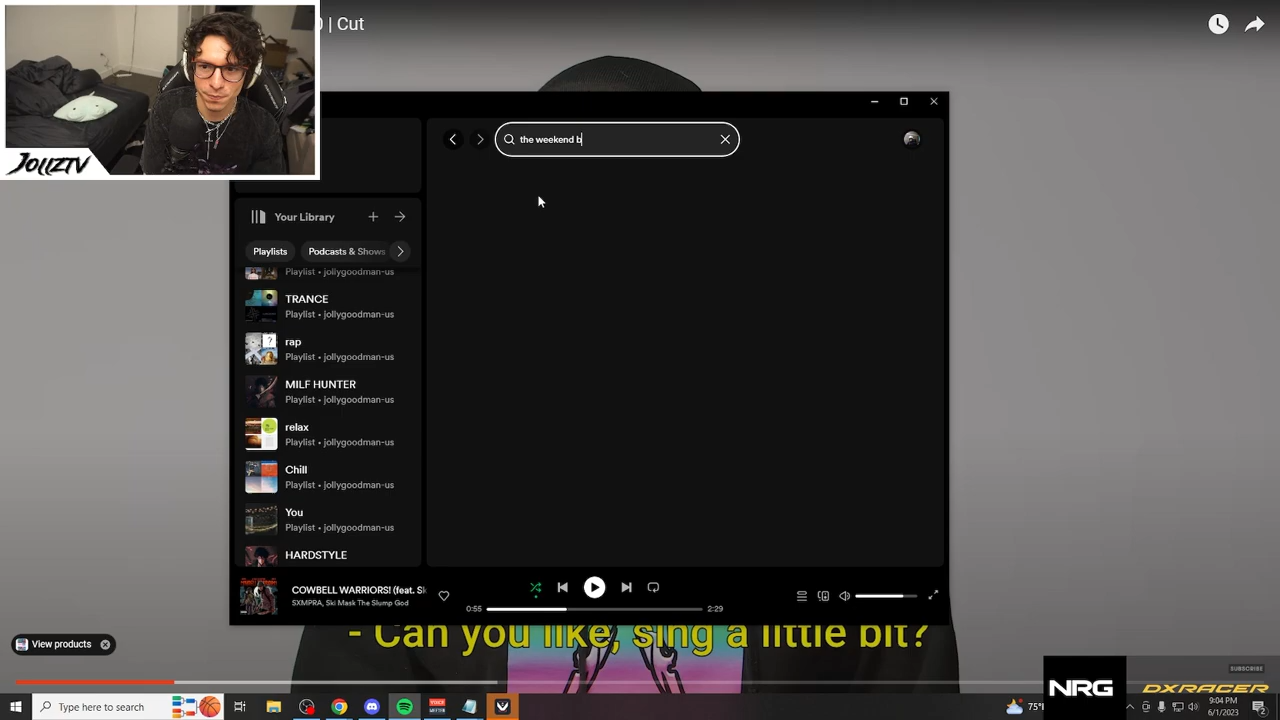 | Cut
JOLLZTV
the weekend b
Your Library
Playlists
Podcasts & Shows
Playlist • jollygoodman-us
TRANCE
Playlist • jollygoodman-us
rap
Playlist • jollygoodman-us
MILF HUNTER
Playlist • jollygoodman-us
relax
Playlist • jollygoodman-us
Chill
Playlist • jollygoodman-us
You
Playlist • jollygoodman-us
HARDSTYLE
COWBELL WARRIORS! (feat. Sk
SXMPRA, Ski Mask The Slump God
0:55
2:29
- Can you like, sing a little bit?
View products
SUBSCRIBE
NRG
DXRACER
Type here to search
75°F
9:04 PM
6/1/2023
2